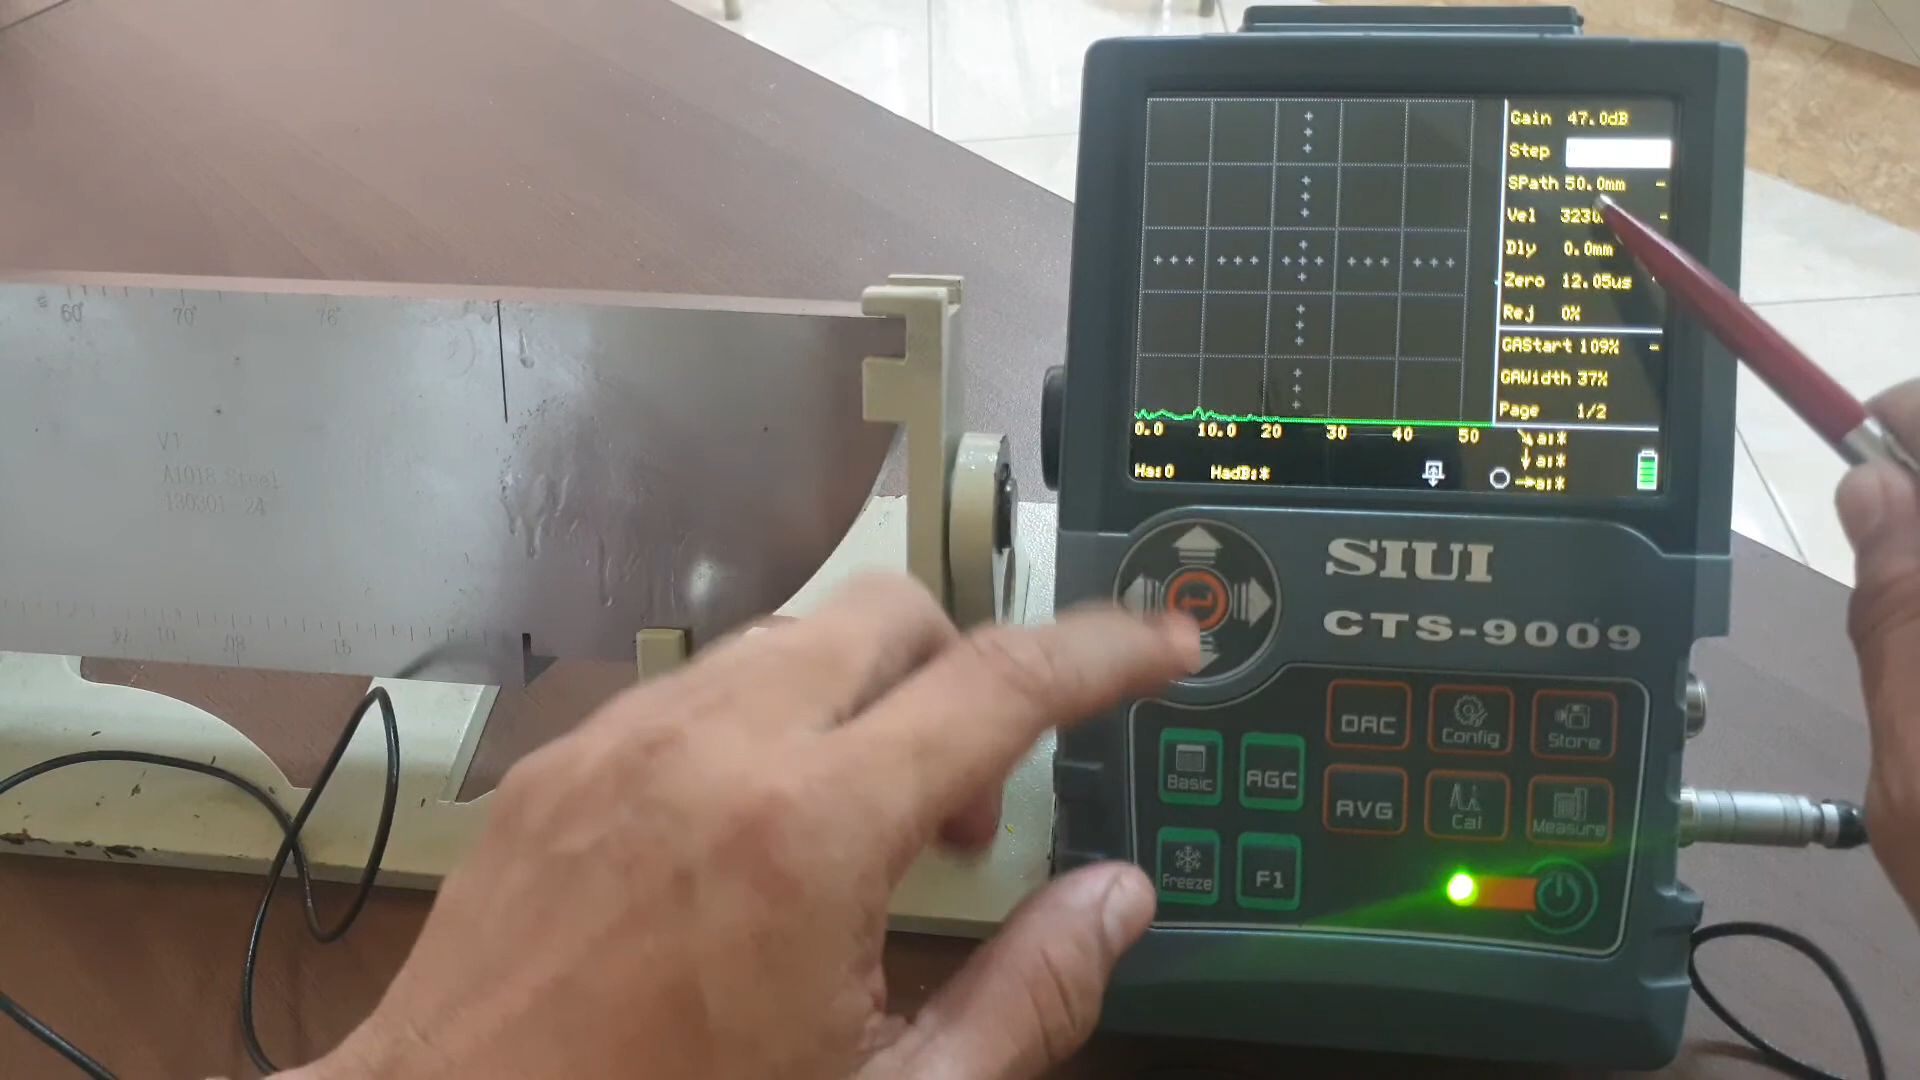 60° 70° 76°
V1
A1018 Steel
130301-24
Gain 47.0dB
Step
SPath 50.0mm -
Vel 3230 -
Dly 0.0mm
Zero 12.05us
Rej 0%
GAStart 109% -
GAWidth 37%
Page 1/2
0.0 10.0 20 30 40 50
a:*
a:*
a:*
Ha:0 HadB:*
SIUI
CTS-9009
DAC Config Store
Basic AGC AVG Cal Measure
Freeze F1